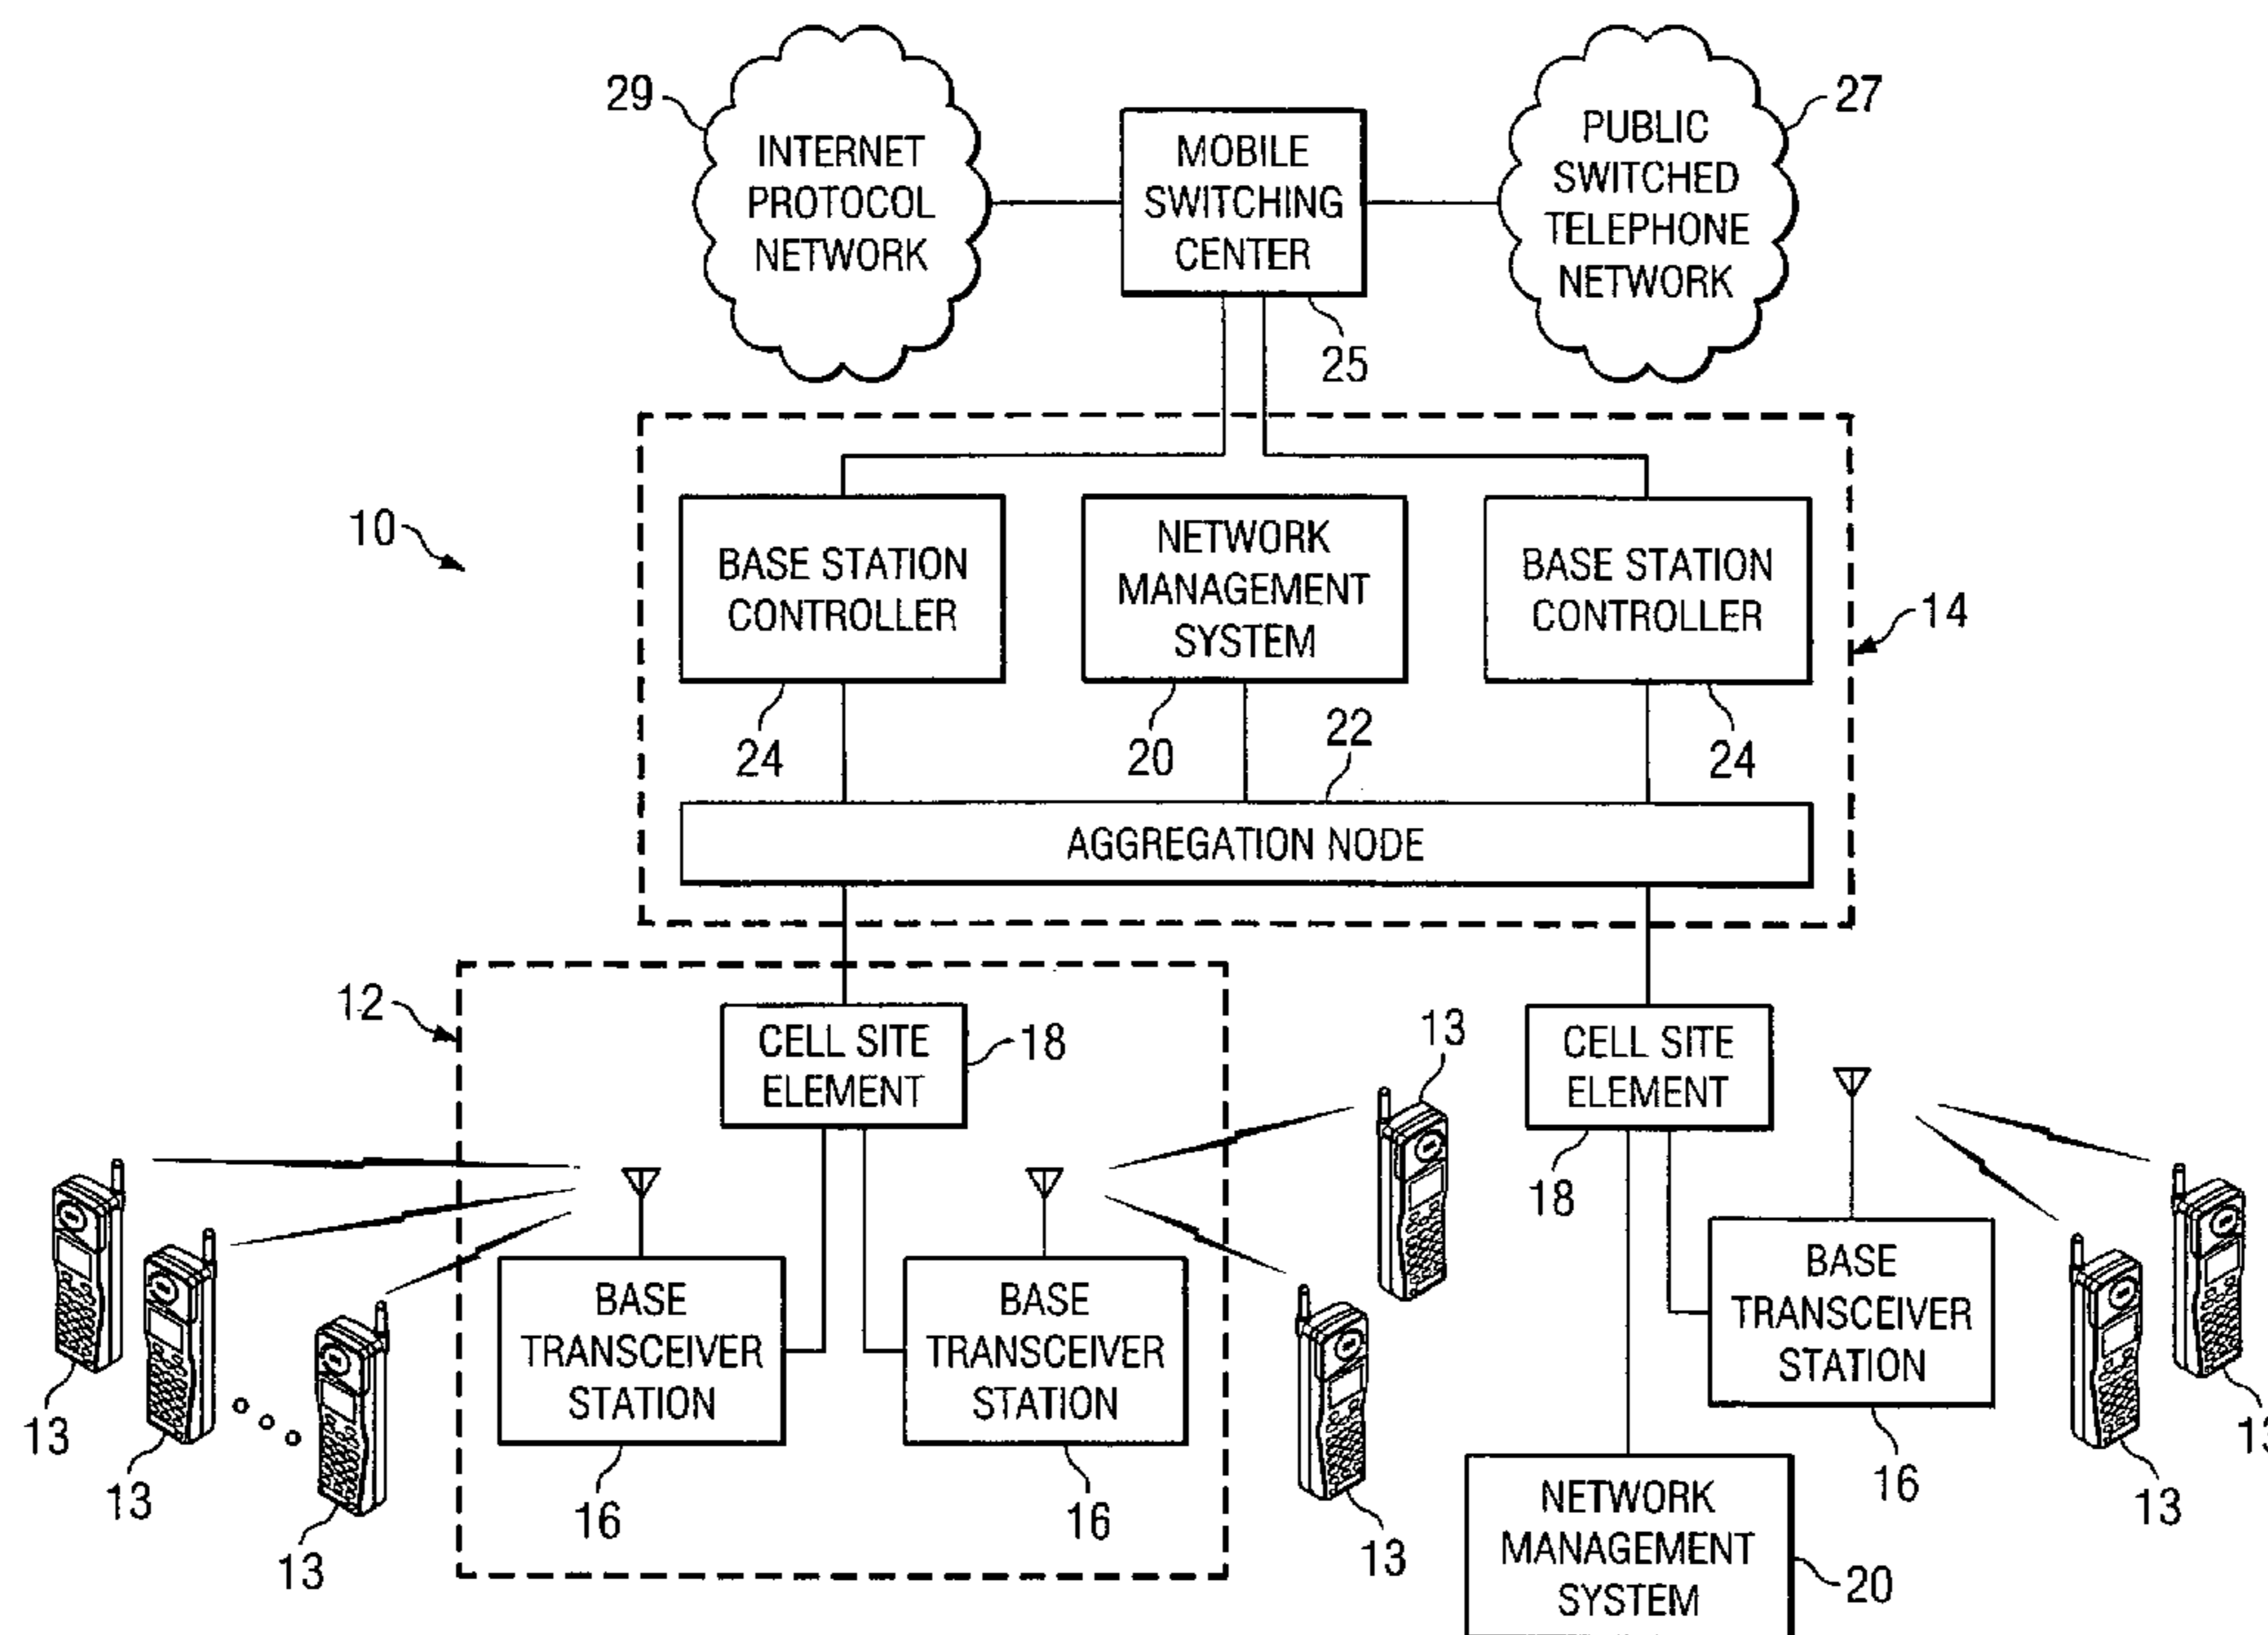 29
INTERNET
PROTOCOL
NETWORK
MOBILE
SWITCHING
CENTER
25
PUBLIC
SWITCHED
TELEPHONE
NETWORK
27
10
BASE STATION
CONTROLLER
24
NETWORK
MANAGEMENT
SYSTEM
20
22
BASE STATION
CONTROLLER
24
14
AGGREGATION NODE
12
CELL SITE
ELEMENT
18
13
CELL SITE
ELEMENT
18
BASE
TRANSCEIVER
STATION
16
BASE
TRANSCEIVER
STATION
16
BASE
TRANSCEIVER
STATION
16
13
13
13
13
13
NETWORK
MANAGEMENT
SYSTEM
20